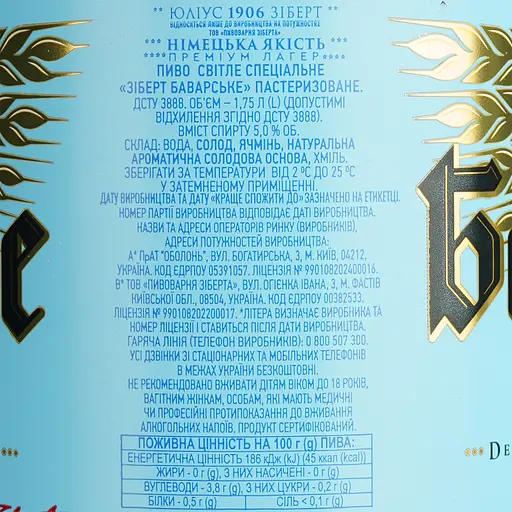 ** ЮЛІУС 1906 ЗІБЕРТ **
ВІДНОСИТЬСЯ ЛИШЕ ДО ВИРОБНИЦТВА НА ПОТУЖНОСТЯХ
ТОВ «ПИВОВАРНЯ ЗІБЕРТА»
*** НІМЕЦЬКА ЯКІСТЬ ***
****ПРЕМІУМ ЛАГЕР****
ПИВО СВІТЛЕ СПЕЦІАЛЬНЕ
«ЗІБЕРТ БАВАРСЬКЕ» ПАСТЕРИЗОВАНЕ.
ДСТУ 3888. ОБ'ЄМ – 1,75 Л (L) (ДОПУСТИМІ
ВІДХИЛЕННЯ ЗГІДНО ДСТУ 3888).
ВМІСТ СПИРТУ 5,0 % ОБ.
СКЛАД: ВОДА, СОЛОД, ЯЧМІНЬ, НАТУРАЛЬНА
АРОМАТИЧНА СОЛОДОВА ОСНОВА, ХМІЛЬ.
ЗБЕРІГАТИ ЗА ТЕМПЕРАТУРИ ВІД 2 ºС ДО 25 ºС
У ЗАТЕМНЕНОМУ ПРИМІЩЕННІ.
ДАТУ ВИРОБНИЦТВА ТА ДАТУ «КРАЩЕ СПОЖИТИ ДО» ЗАЗНАЧЕНО НА ЕТИКЕТЦІ.
НОМЕР ПАРТІЇ ВИРОБНИЦТВА ВІДПОВІДАЄ ДАТІ ВИРОБНИЦТВА.
НАЗВИ ТА АДРЕСИ ОПЕРАТОРІВ РИНКУ (ВИРОБНИКІВ),
АДРЕСИ ПОТУЖНОСТЕЙ ВИРОБНИЦТВА:
А* ПрАТ "ОБОЛОНЬ", ВУЛ. БОГАТИРСЬКА, 3, М. КИЇВ, 04212,
УКРАЇНА. КОД ЄДРПОУ 05391057. ЛІЦЕНЗІЯ № 990108202400016.
В* ТОВ «ПИВОВАРНЯ ЗІБЕРТА», ВУЛ. ОГІЄНКА ІВАНА, 3, М. ФАСТІВ
КИЇВСЬКОЇ ОБЛ., 08504, УКРАЇНА. КОД ЄДРПОУ 00382533.
ЛІЦЕНЗІЯ № 990108202200017. *ЛІТЕРА ВИЗНАЧАЄ ВИРОБНИКА ТА
НОМЕР ЛІЦЕНЗІЇ І СТАВИТЬСЯ ПІСЛЯ ДАТИ ВИРОБНИЦТВА.
ГАРЯЧА ЛІНІЯ (ТЕЛЕФОН ВИРОБНИКІВ): 0 800 507 300.
УСІ ДЗВІНКИ ЗІ СТАЦІОНАРНИХ ТА МОБІЛЬНИХ ТЕЛЕФОНІВ
В МЕЖАХ УКРАЇНИ БЕЗКОШТОВНІ.
НЕ РЕКОМЕНДОВАНО ВЖИВАТИ ДІТЯМ ВІКОМ ДО 18 РОКІВ,
ВАГІТНИМ ЖІНКАМ, ОСОБАМ, ЯКІ МАЮТЬ МЕДИЧНІ
ЧИ ПРОФЕСІЙНІ ПРОТИПОКАЗАННЯ ДО ВЖИВАННЯ
АЛКОГОЛЬНИХ НАПОЇВ. ПРОДУКТ СЕРТИФІКОВАНИЙ.
ПОЖИВНА ЦІННІСТЬ НА 100 г (g) ПИВА:
ЕНЕРГЕТИЧНА ЦІННІСТЬ 186 кДж (kJ) (45 ккал (kcal))
ЖИРИ - 0 г (g), З НИХ НАСИЧЕНІ - 0 г (g)
ВУГЛЕВОДИ - 3,8 г (g), З НИХ ЦУКРИ - 0,2 г (g)
БІЛКИ - 0,5 г (g) СІЛЬ < 0,1 г (g)